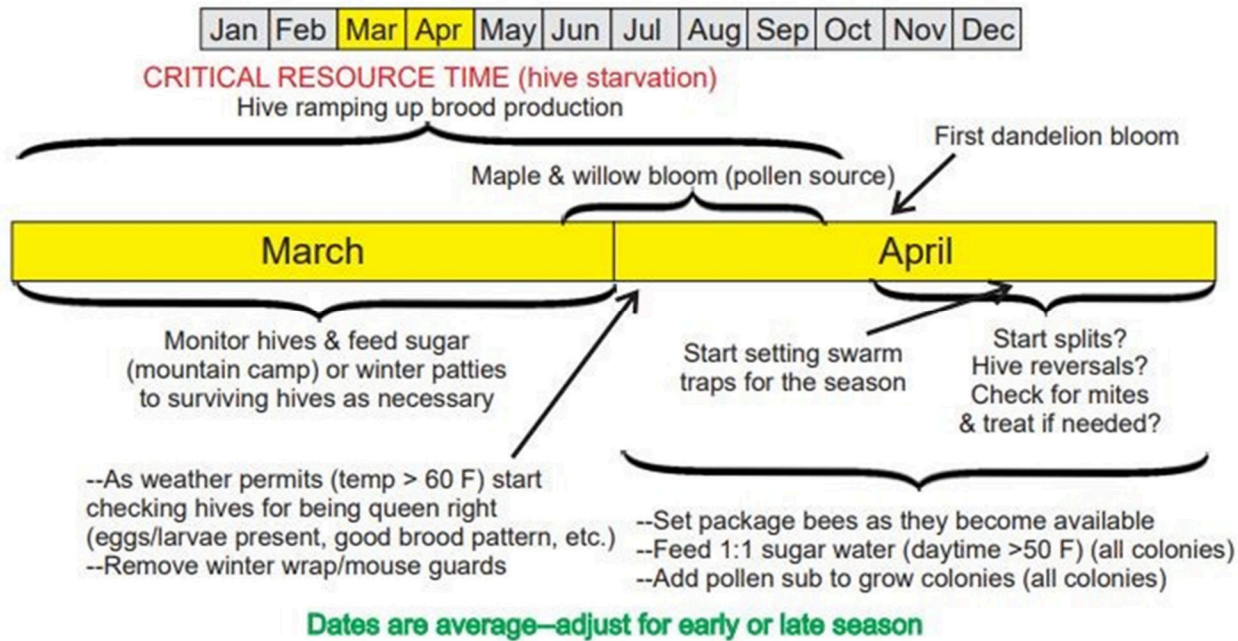 Jan Feb Mar Apr May Jun Jul Aug Sep Oct Nov Dec
CRITICAL RESOURCE TIME (hive starvation)
Hive ramping up brood production
First dandelion bloom
Maple & willow bloom (pollen source)
March
April
Monitor hives & feed sugar
(mountain camp) or winter patties
to surviving hives as necessary
Start setting swarm
traps for the season
Start splits?
Hive reversals?
Check for mites
& treat if needed?
--As weather permits (temp > 60 F) start
checking hives for being queen right
(eggs/larvae present, good brood pattern, etc.)
--Remove winter wrap/mouse guards
--Set package bees as they become available
--Feed 1:1 sugar water (daytime >50 F) (all colonies)
--Add pollen sub to grow colonies (all colonies)
Dates are average--adjust for early or late season